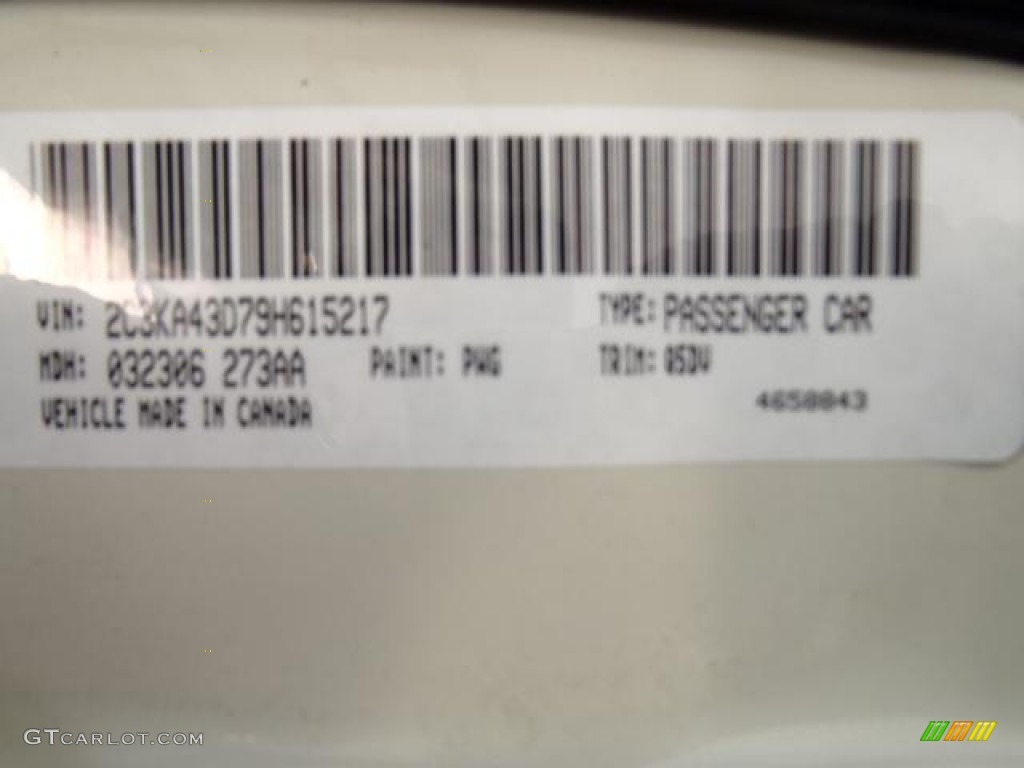 VIN: 2C3KA43D79H615217 TYPE: PASSENGER CAR
MDH: 032306 273AA PAINT: PWG TRIM: 05DV
VEHICLE MADE IN CANADA 4658843
GTCARLOT.COM